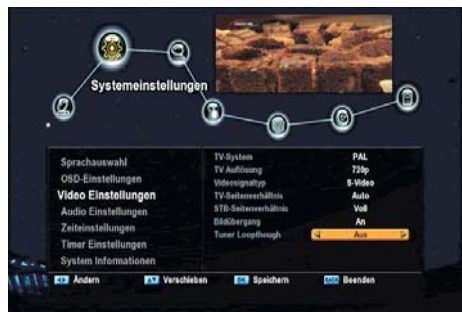 Systemeinstellungen
Sprachauswahl
OSD-Einstellungen
Video Einstellungen
Audio Einstellungen
Zeiteinstellungen
Timer Einstellungen
System Informationen
TV-System PAL
TV Auflösung 720p
Videosignaltyp S-Video
TV-Seitenverhältnis Auto
STB-Seitenverhältnis Voll
Bildübergang An
Tuner Loopthough Aus
Ändern Verschieben OK Speichern Beenden